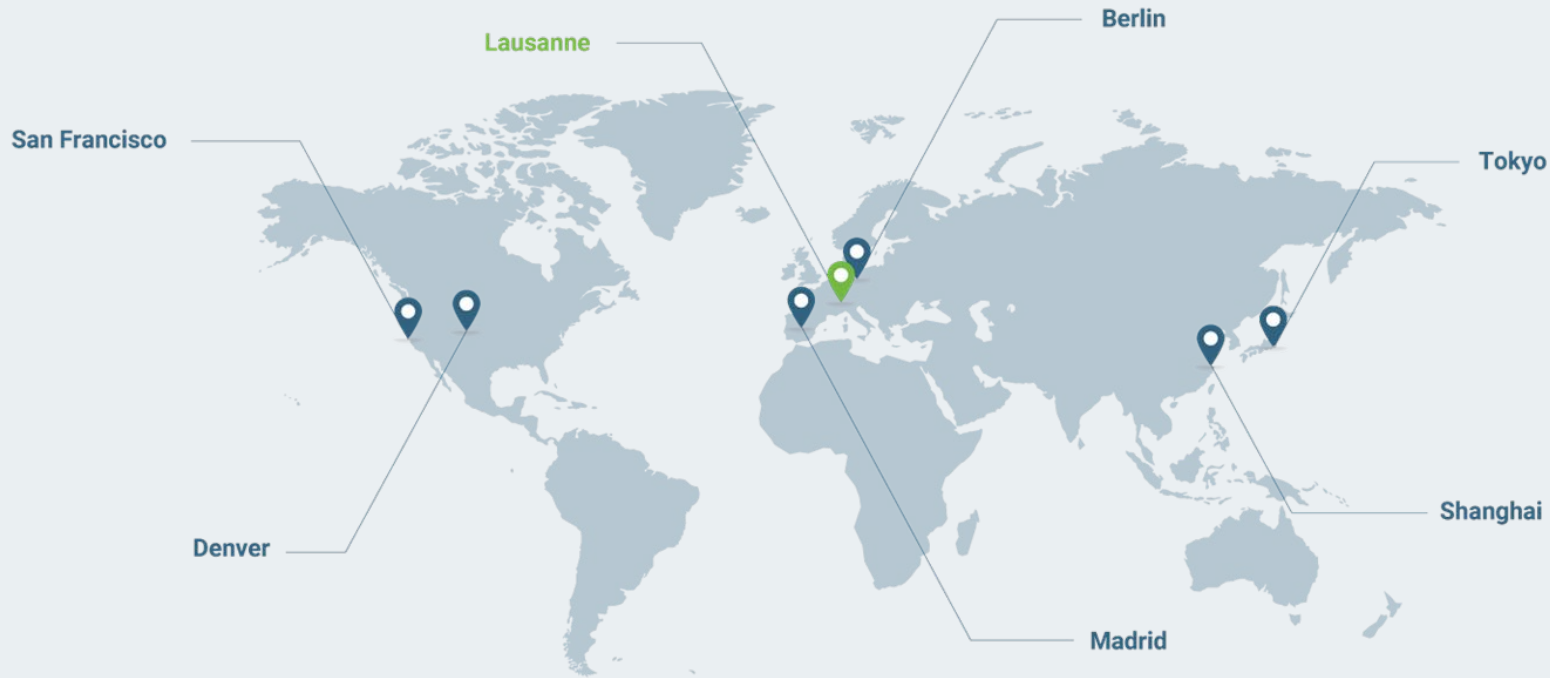 Berlin
Lausanne
San Francisco
Tokyo
Shanghai
Denver
Madrid